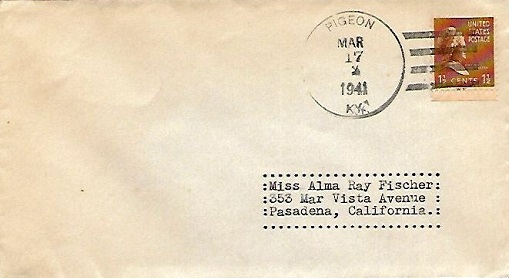 PIGEON
MAR
17
1941
KY.
UNITED
STATES
POSTAGE
1½ CENTS 1½
Miss Alma Ray Fischer
353 Mar Vista Avenue
Pasadena, California.